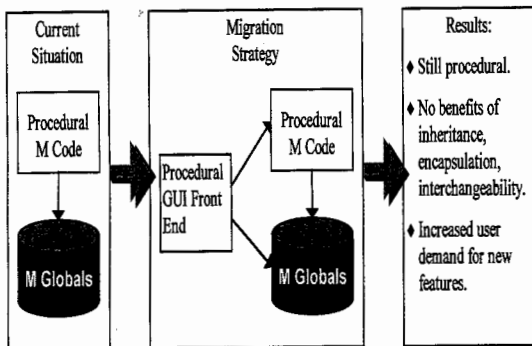 Current
Situation
Procedural
M Code
M Globals
Migration
Strategy
Procedural
GUI Front
End
Procedural
M Code
M Globals
Results:
♦ Still procedural.
♦ No benefits of
inheritance,
encapsulation,
interchangeability.
♦ Increased user
demand for new
features.